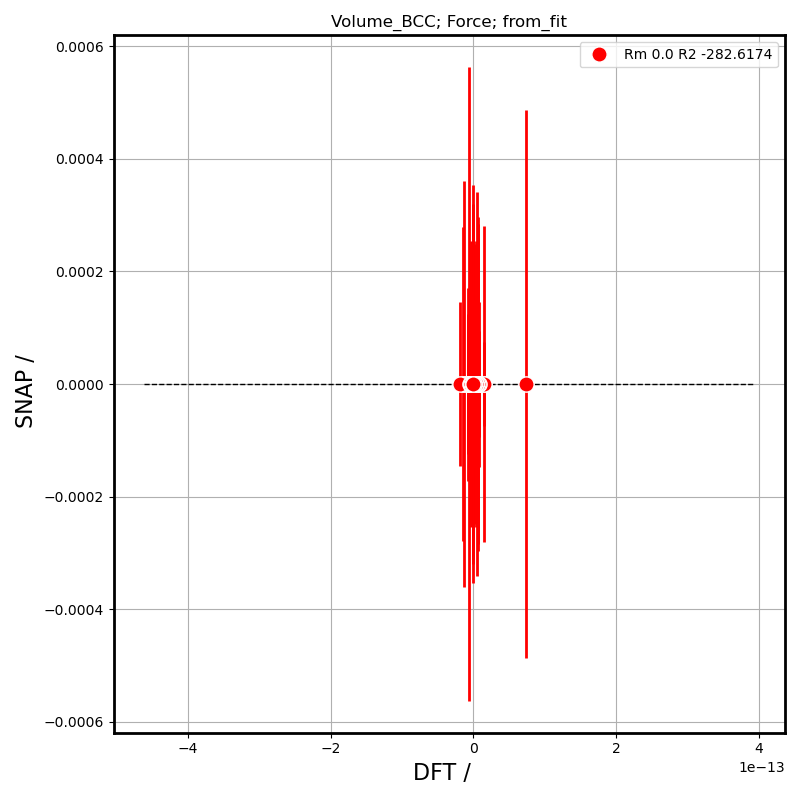 Volume_BCC; Force; from_fit
Rm 0.0 R2 -282.6174
0.0006
0.0004
0.0002
0.0000
−0.0002
−0.0004
−0.0006
SNAP /
−4
−2
0
2
4
1e−13
DFT /